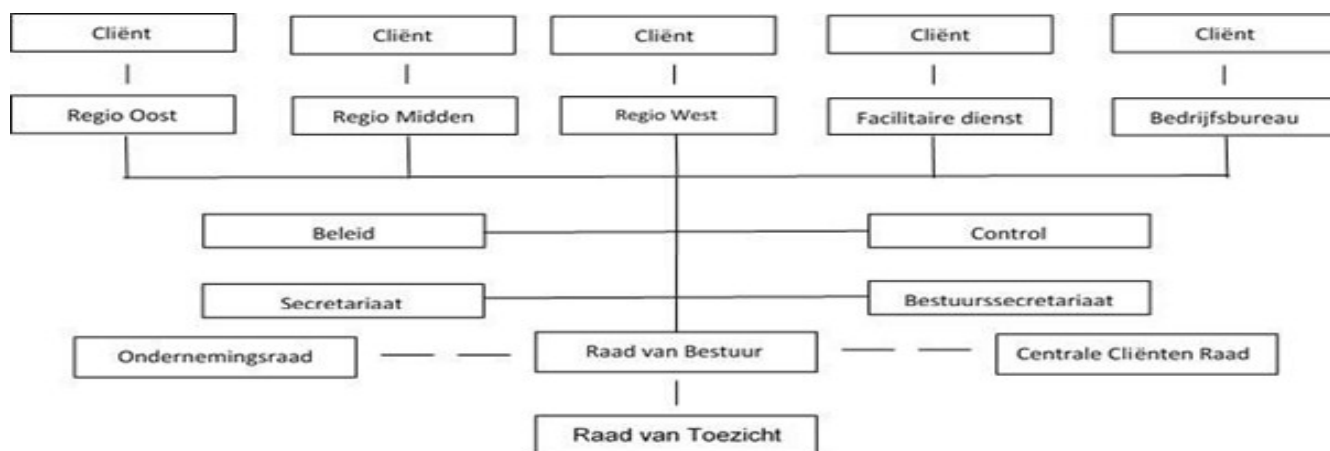 Cliënt
Cliënt
Cliënt
Cliënt
Cliënt
Regio Oost
Regio Midden
Regio West
Facilitaire dienst
Bedrijfsbureau
Beleid
Control
Secretariaat
Bestuurssecretariaat
Ondernemingsraad
Raad van Bestuur
Centrale Cliënten Raad
Raad van Toezicht